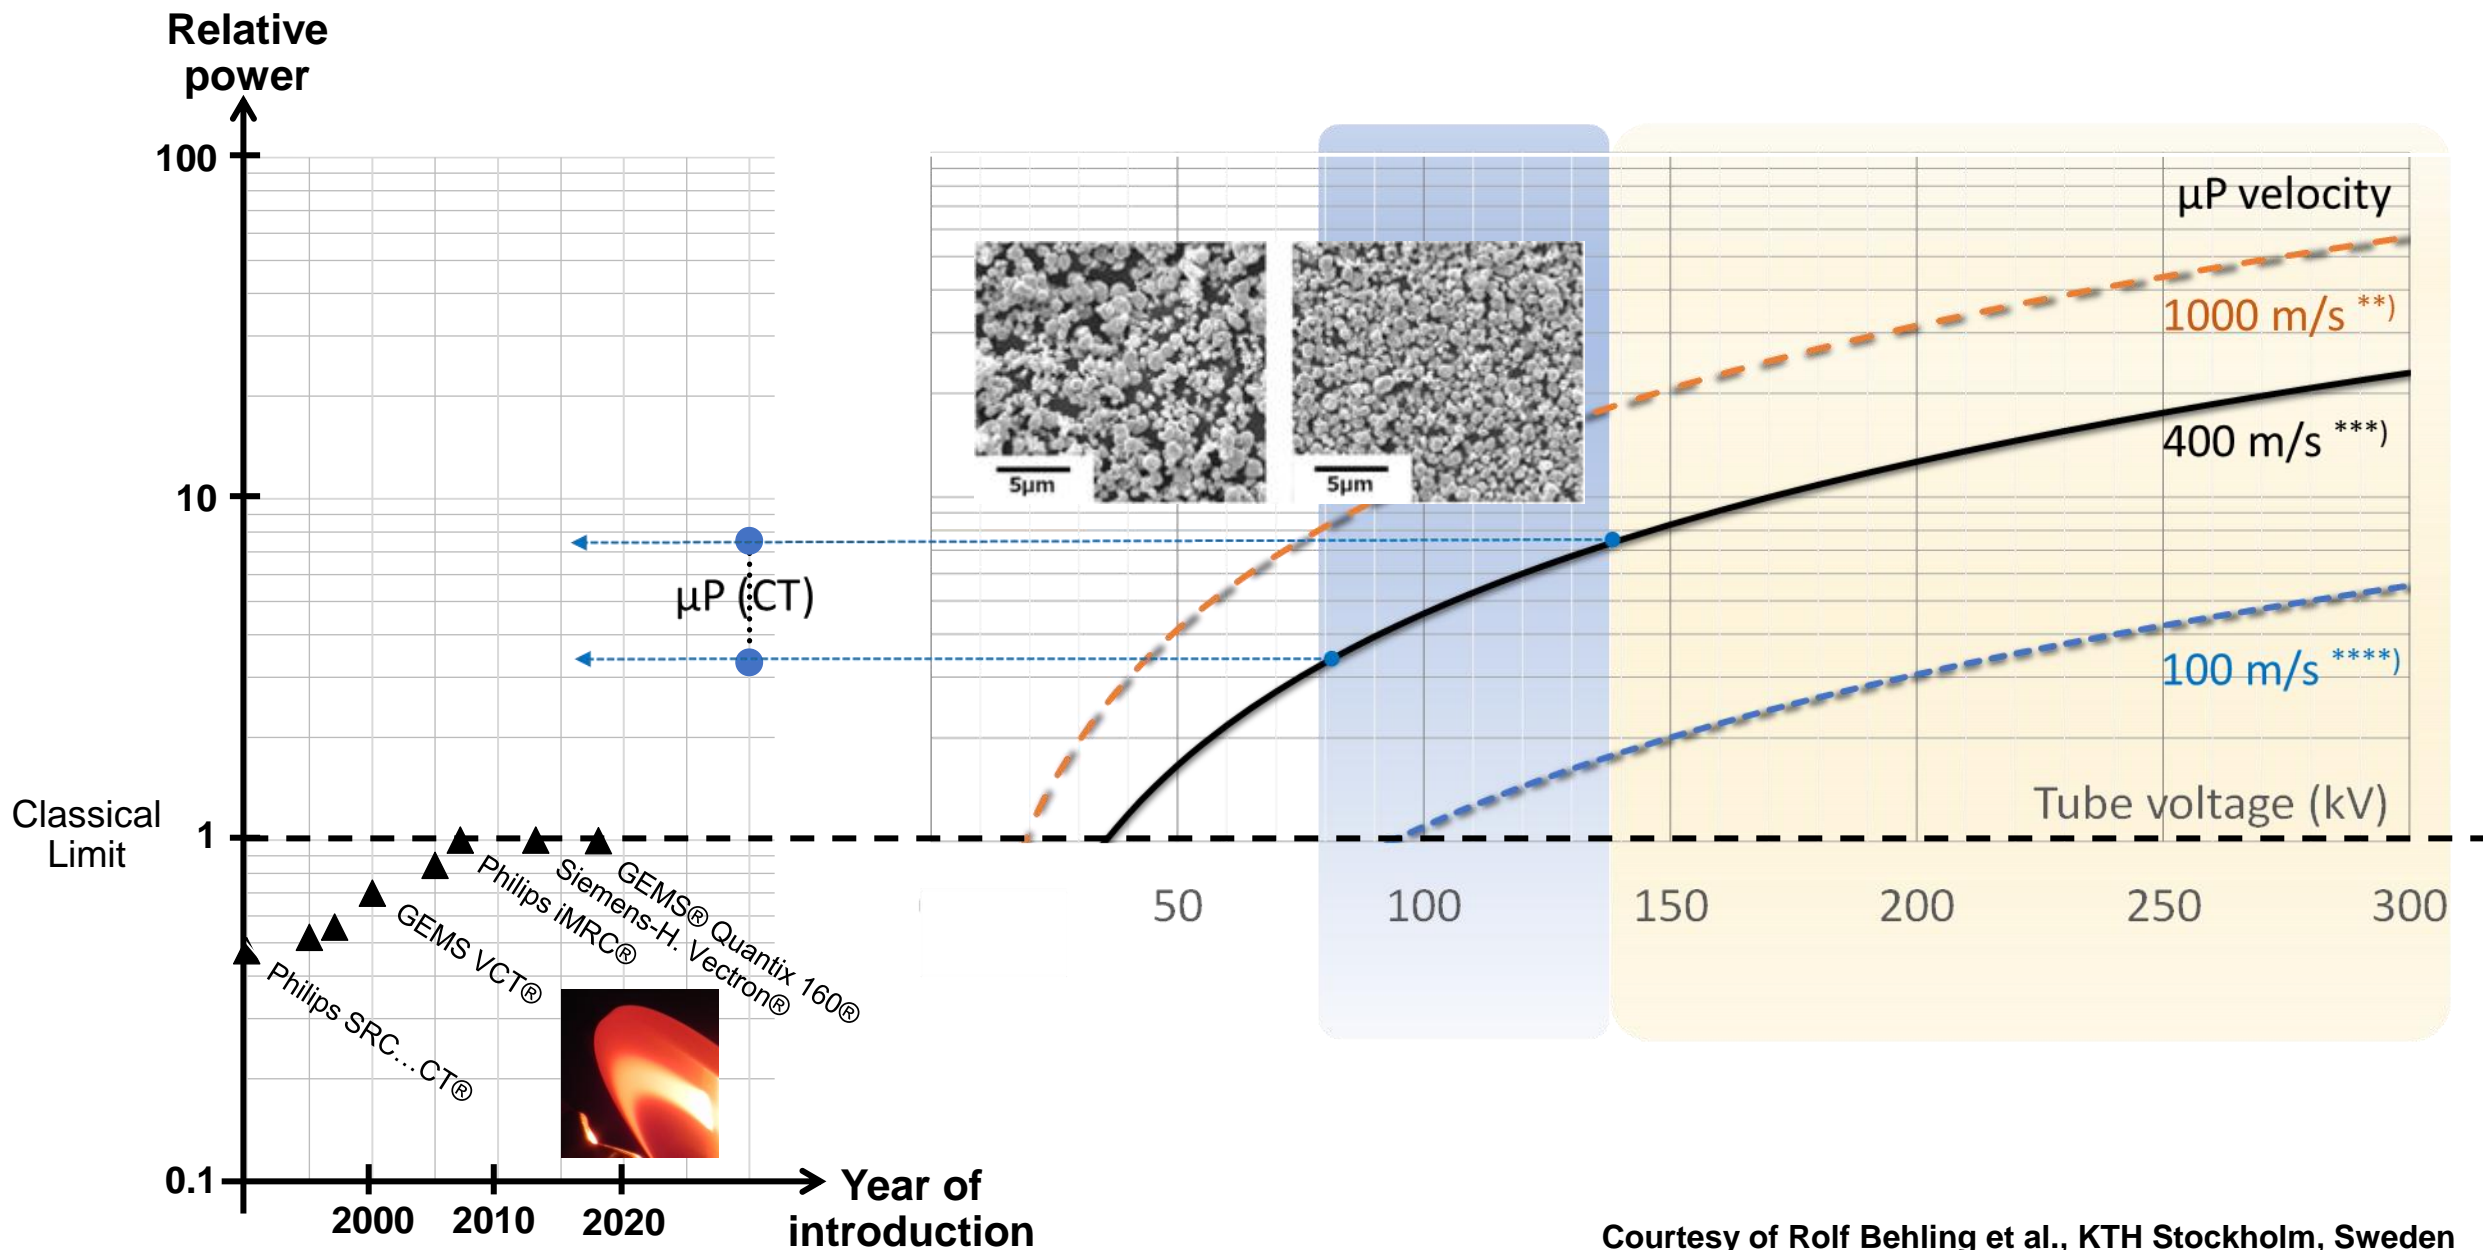 Relative
power
100
10
1
0.1
Classical
Limit
µP (CT)
Philips SRC…CT®
GEMS VCT®
Philips iMRC®
Siemens-H. Vectron®
GEMS® Quantix 160®
2000
2010
2020
Year of
introduction
5µm
5µm
µP velocity
1000 m/s **)
400 m/s ***)
100 m/s ****)
Tube voltage (kV)
50
100
150
200
250
300
Courtesy of Rolf Behling et al., KTH Stockholm, Sweden